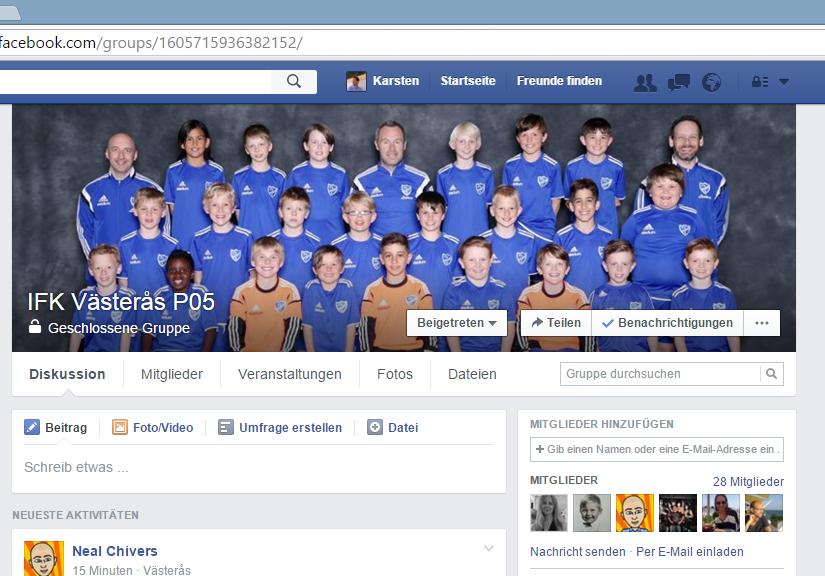 facebook.com/groups/1605715936382152/
Karsten Startseite Freunde finden
IFK Västerås P05
Geschlossene Gruppe
Beigetreten Teilen Benachrichtigungen ...
Diskussion Mitglieder Veranstaltungen Fotos Dateien Gruppe durchsuchen
Beitrag Foto/Video Umfrage erstellen Datei
Schreib etwas ...
NEUESTE AKTIVITÄTEN
Neal Chivers
15 Minuten · Västerås
MITGLIEDER HINZUFÜGEN
+ Gib einen Namen oder eine E-Mail-Adresse ein .
MITGLIEDER 28 Mitglieder
Nachricht senden · Per E-Mail einladen